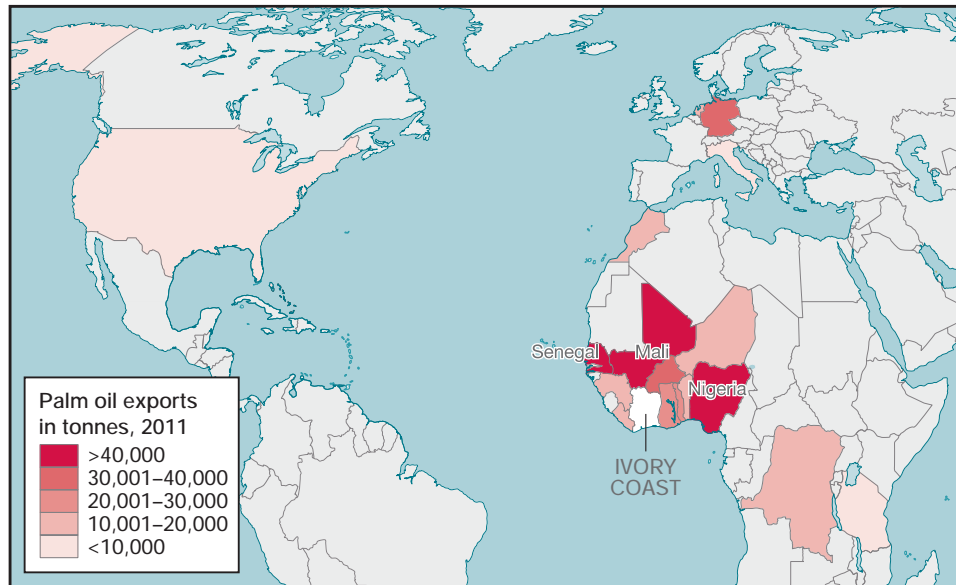 Senegal
Mali
Nigeria
IVORY
COAST
Palm oil exports
in tonnes, 2011
>40,000
30,001–40,000
20,001–30,000
10,001–20,000
<10,000